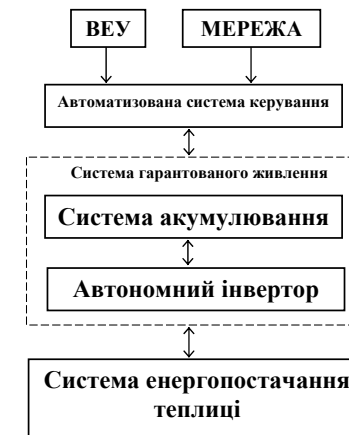 ВЕУ
МЕРЕЖА
Автоматизована система керування
Система гарантованого живлення
Система акумулювання
Автономний інвертор
Система енергопостачання
теплиці